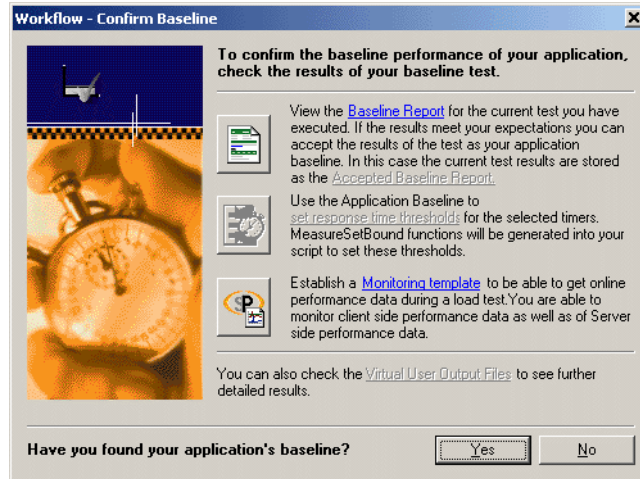 Workflow - Confirm Baseline
To confirm the baseline performance of your application,
check the results of your baseline test.
View the Baseline Report for the current test you have
executed. If the results meet your expectations you can
accept the results of the test as your application
baseline. In this case the current test results are stored
as the Accepted Baseline Report.
Use the Application Baseline to
set response time thresholds for the selected timers.
MeasureSetBound functions will be generated into your
script to set these thresholds.
Establish a Monitoring template to be able to get online
performance data during a load test.You are able to
monitor client side performance data as well as of Server
side performance data.
You can also check the Virtual User Output Files to see further
detailed results.
Have you found your application's baseline?
Yes
No